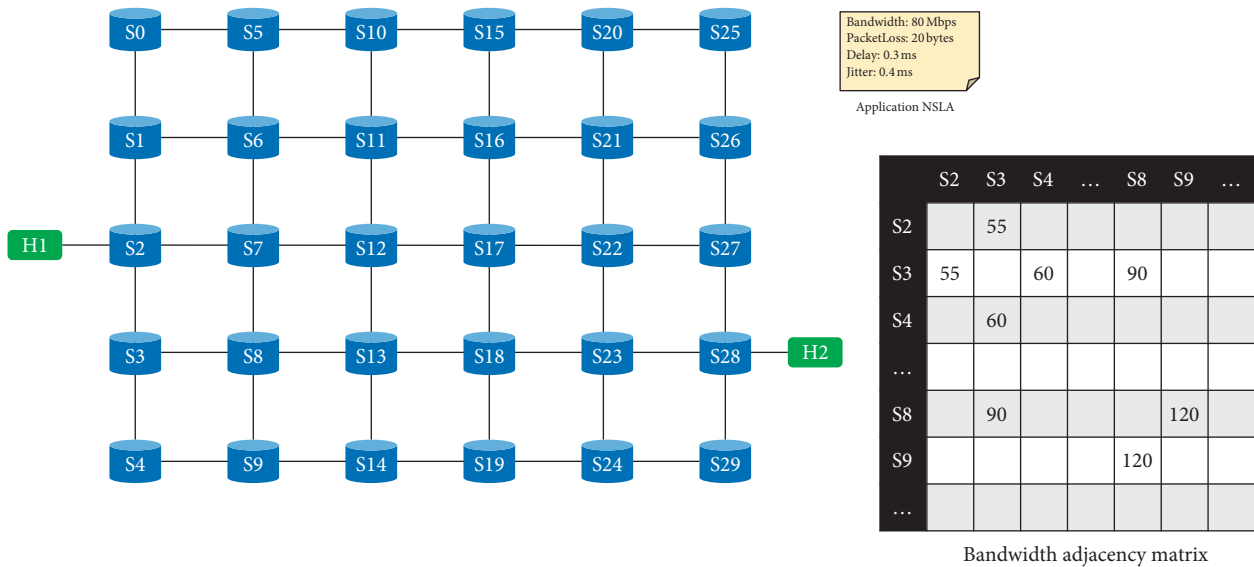 S0 S5 S10 S15 S20 S25
Bandwidth: 80 Mbps
PacketLoss: 20 bytes
Delay: 0.3 ms
Jitter: 0.4 ms
Application NSLA
S1 S6 S11 S16 S21 S26
H1 S2 S7 S12 S17 S22 S27
S3 S8 S13 S18 S23 S28 H2
S4 S9 S14 S19 S24 S29
S2 S3 S4 … S8 S9 …
S2 55
S3 55 60 90
S4 60
…
S8 90 120
S9 120
…
Bandwidth adjacency matrix